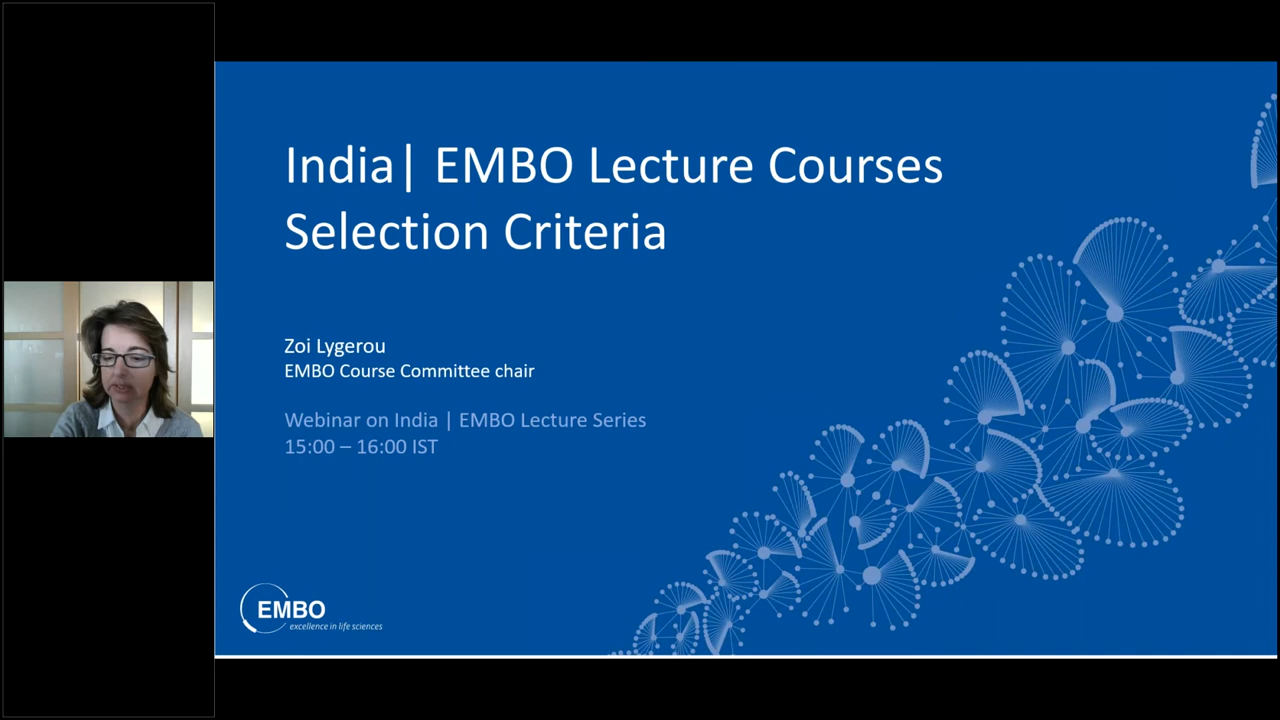 India| EMBO Lecture Courses
Selection Criteria
Zoi Lygerou
EMBO Course Committee chair
Webinar on India | EMBO Lecture Series
15:00 – 16:00 IST
EMBO
excellence in life sciences